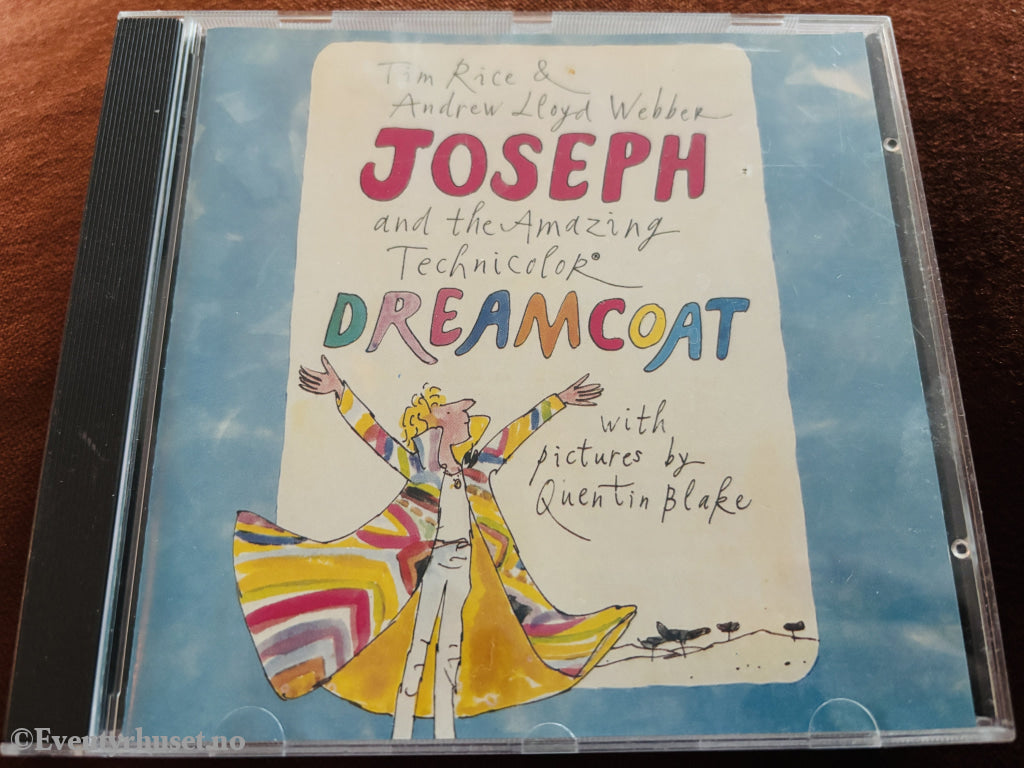 Tim Rice &
Andrew Lloyd Webber
JOSEPH
and the Amazing
Technicolor®
DREAMCOAT
with
pictures by
Quentin Blake
©Eventyrhuset.no